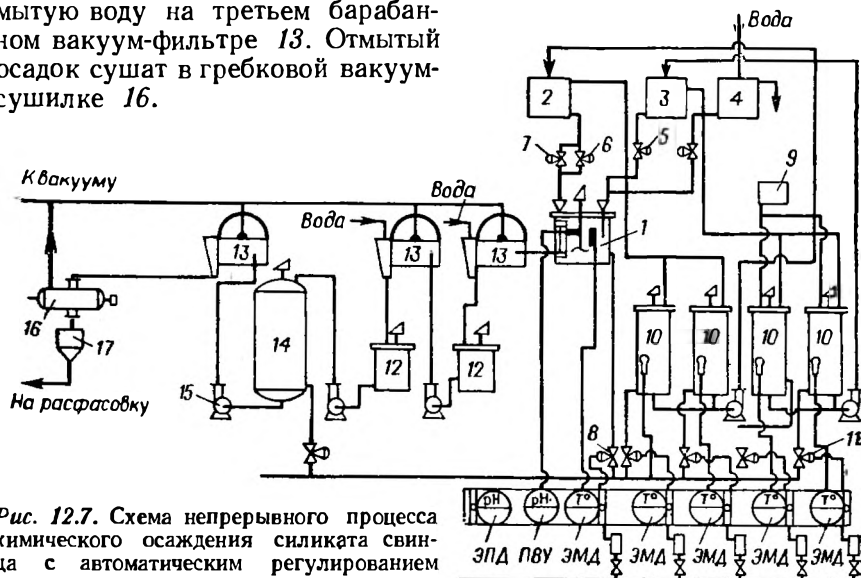 мытую воду на третьем барабан-
ном вакуум-фильтре 13. Отмытый
осадок сушат в гребковой вакуум-
сушилке 16.
Вода
2
3
4
7
6
5
9
К вакууму
Вода
Вода
13
13
13
1
16
17
14
12
12
10
10
10
10
На расфасовку
15
8
11
pH
pH
T°
T°
T°
T°
T°
ЭПД
ПВУ
ЭМД
ЭМД
ЭМД
ЭМД
ЭМД
Рис. 12.7. Схема непрерывного процесса
химического осаждения силиката свин-
ца с автоматическим регулированием